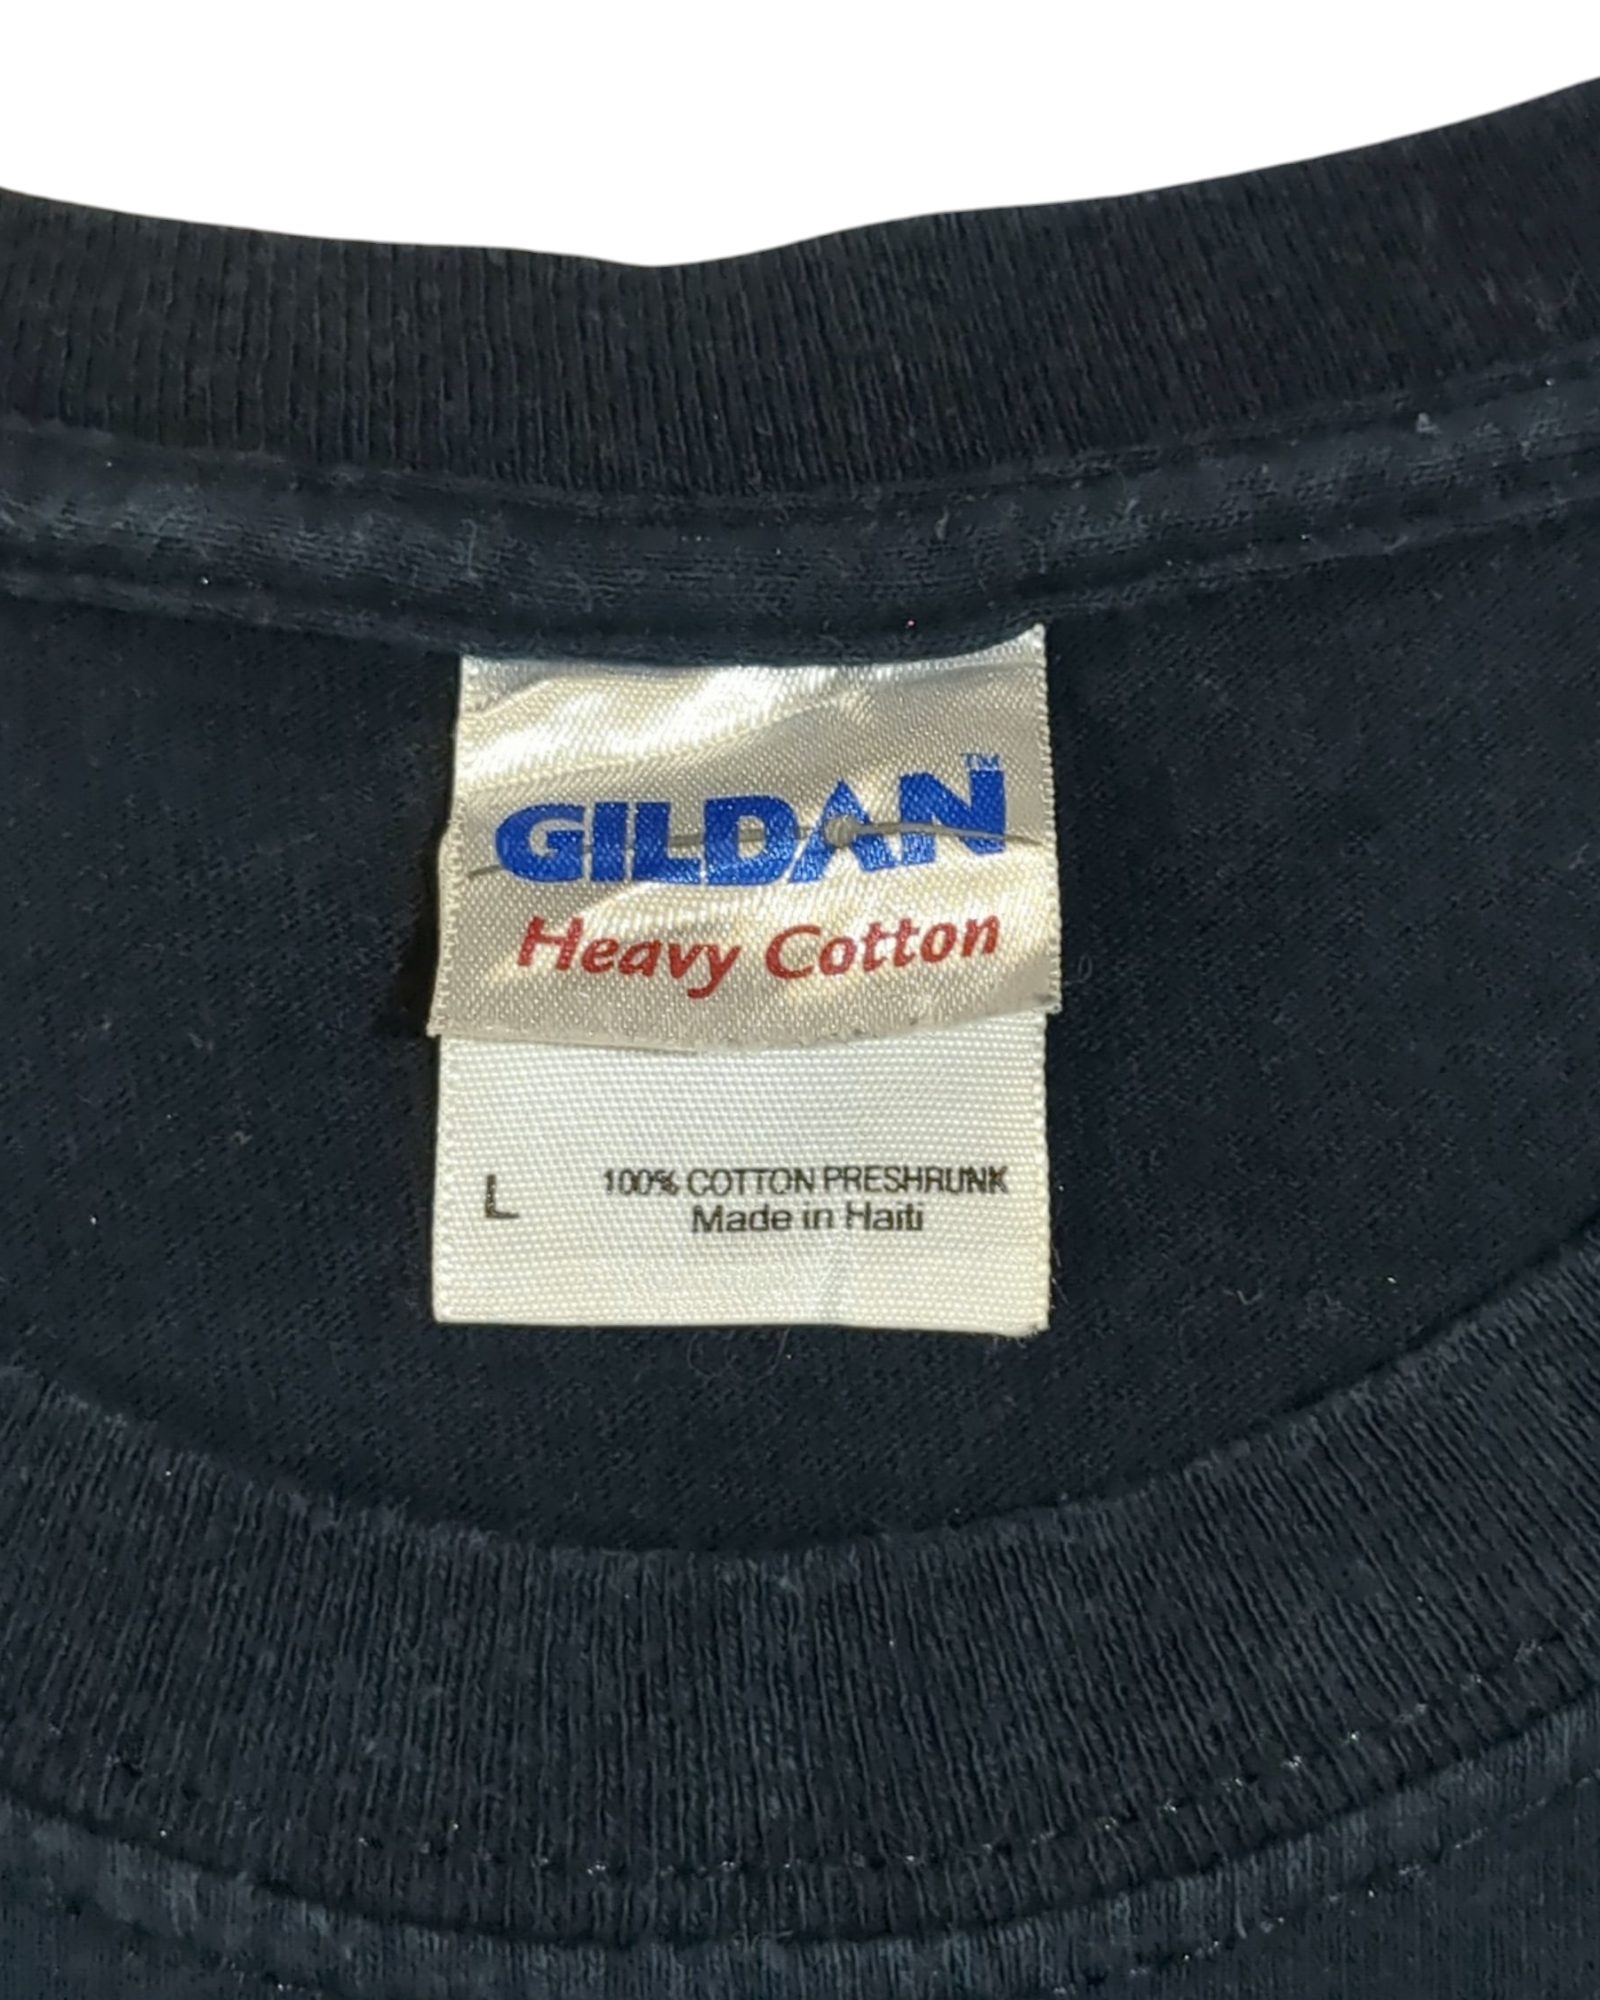 GILDAN™
Heavy Cotton
L
100% COTTON PRESHRUNK
Made in Haiti